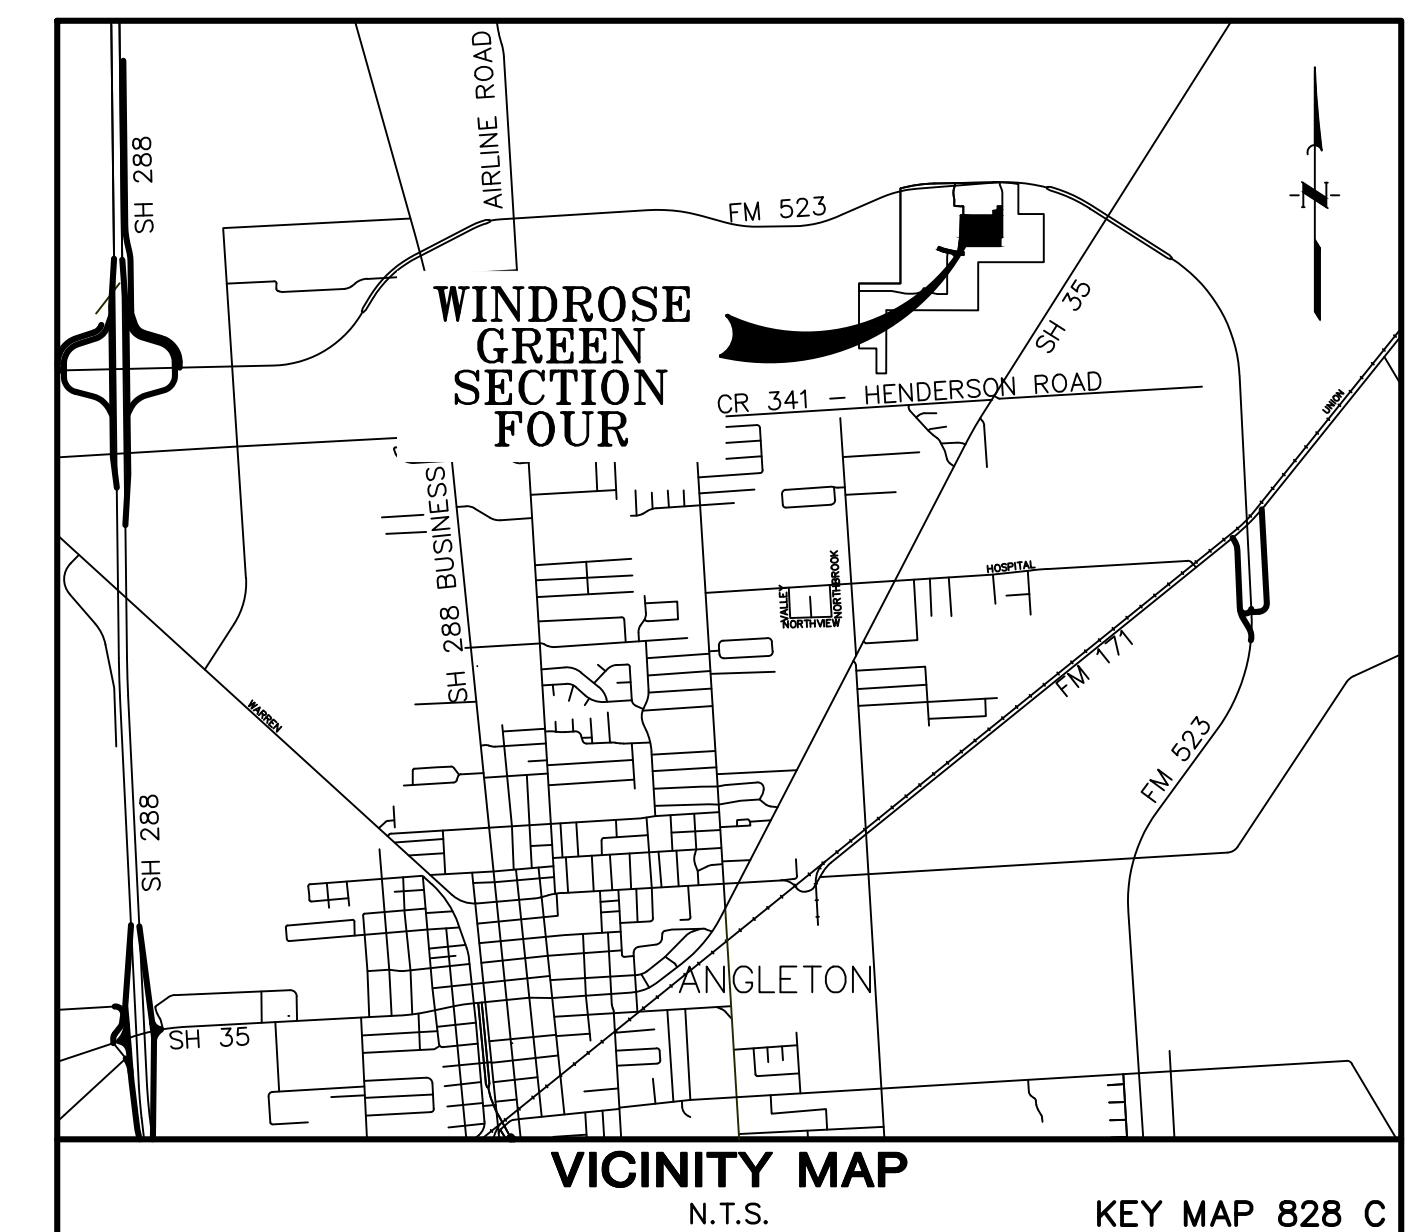 AIRLINE ROAD
SH 288
FM 523
N
SH 35
WINDROSE
GREEN
SECTION
FOUR
CR 341 - HENDERSON ROAD
UNION
SH 288 BUSINESS
HOSPITAL
VALLEY
NORTHBROOK
NORTHVIEW
FM 171
WARREN
FM 523
SH 288
ANGLETON
SH 35
VICINITY MAP
N.T.S.
KEY MAP 828 C